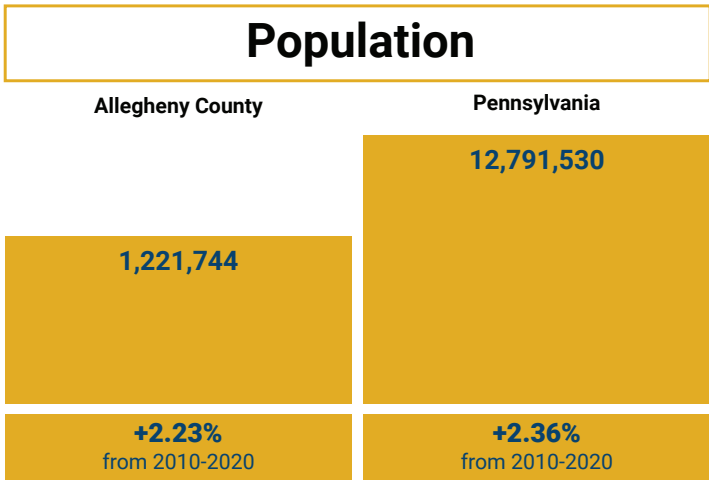 Population
Allegheny County
Pennsylvania
12,791,530
1,221,744
+2.23%
from 2010-2020
+2.36%
from 2010-2020